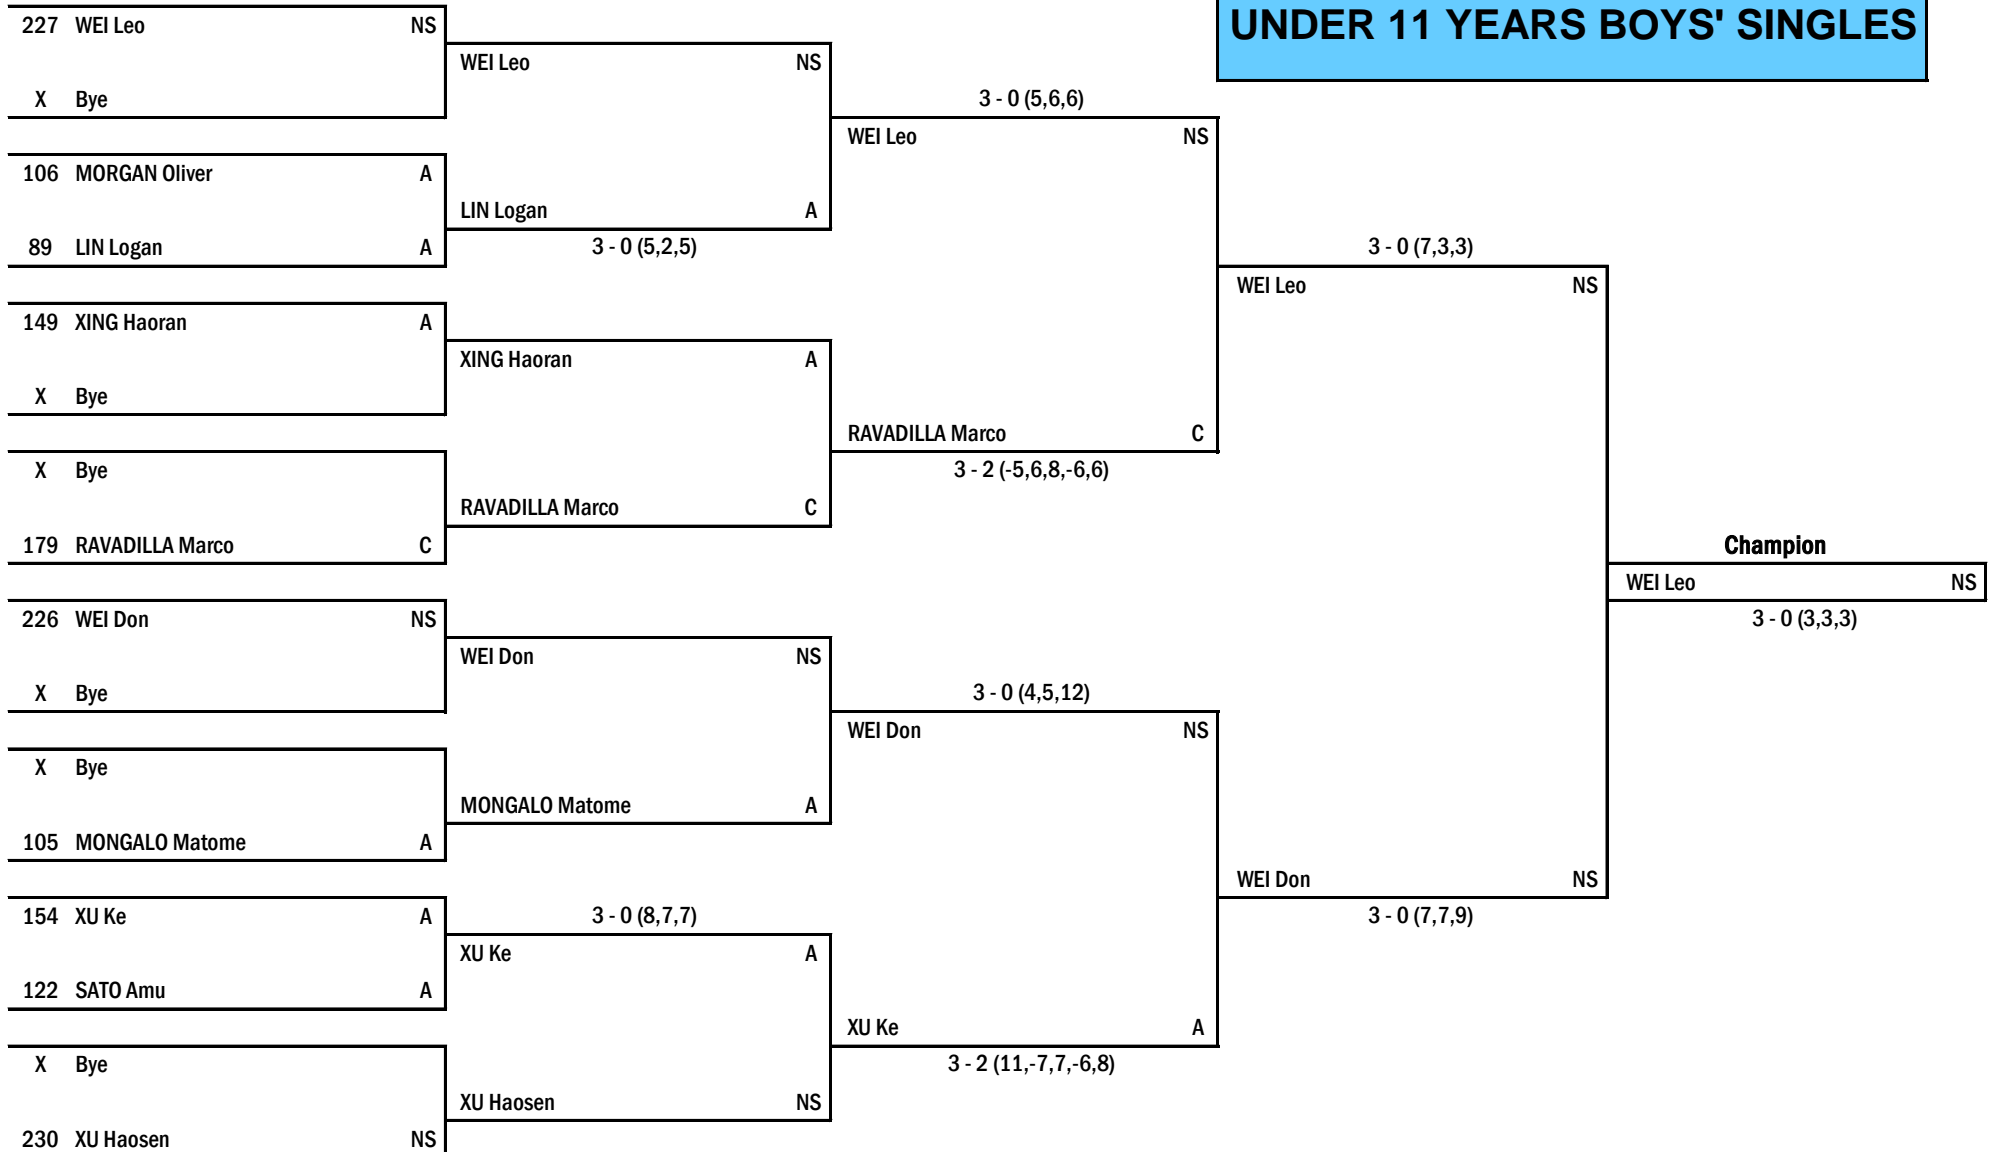 UNDER 11 YEARS BOYS' SINGLES
227 WEI Leo NS
WEI Leo NS
X Bye
3 - 0 (5,6,6)
WEI Leo NS
106 MORGAN Oliver A
LIN Logan A
89 LIN Logan A
3 - 0 (5,2,5)
3 - 0 (7,3,3)
WEI Leo NS
149 XING Haoran A
XING Haoran A
X Bye
RAVADILLA Marco C
X Bye
3 - 2 (-5,6,8,-6,6)
RAVADILLA Marco C
179 RAVADILLA Marco C
Champion
WEI Leo NS
226 WEI Don NS
3 - 0 (3,3,3)
WEI Don NS
X Bye
3 - 0 (4,5,12)
WEI Don NS
X Bye
MONGALO Matome A
105 MONGALO Matome A
WEI Don NS
154 XU Ke A
3 - 0 (8,7,7)
3 - 0 (7,7,9)
XU Ke A
122 SATO Amu A
XU Ke A
X Bye
3 - 2 (11,-7,7,-6,8)
XU Haosen NS
230 XU Haosen NS